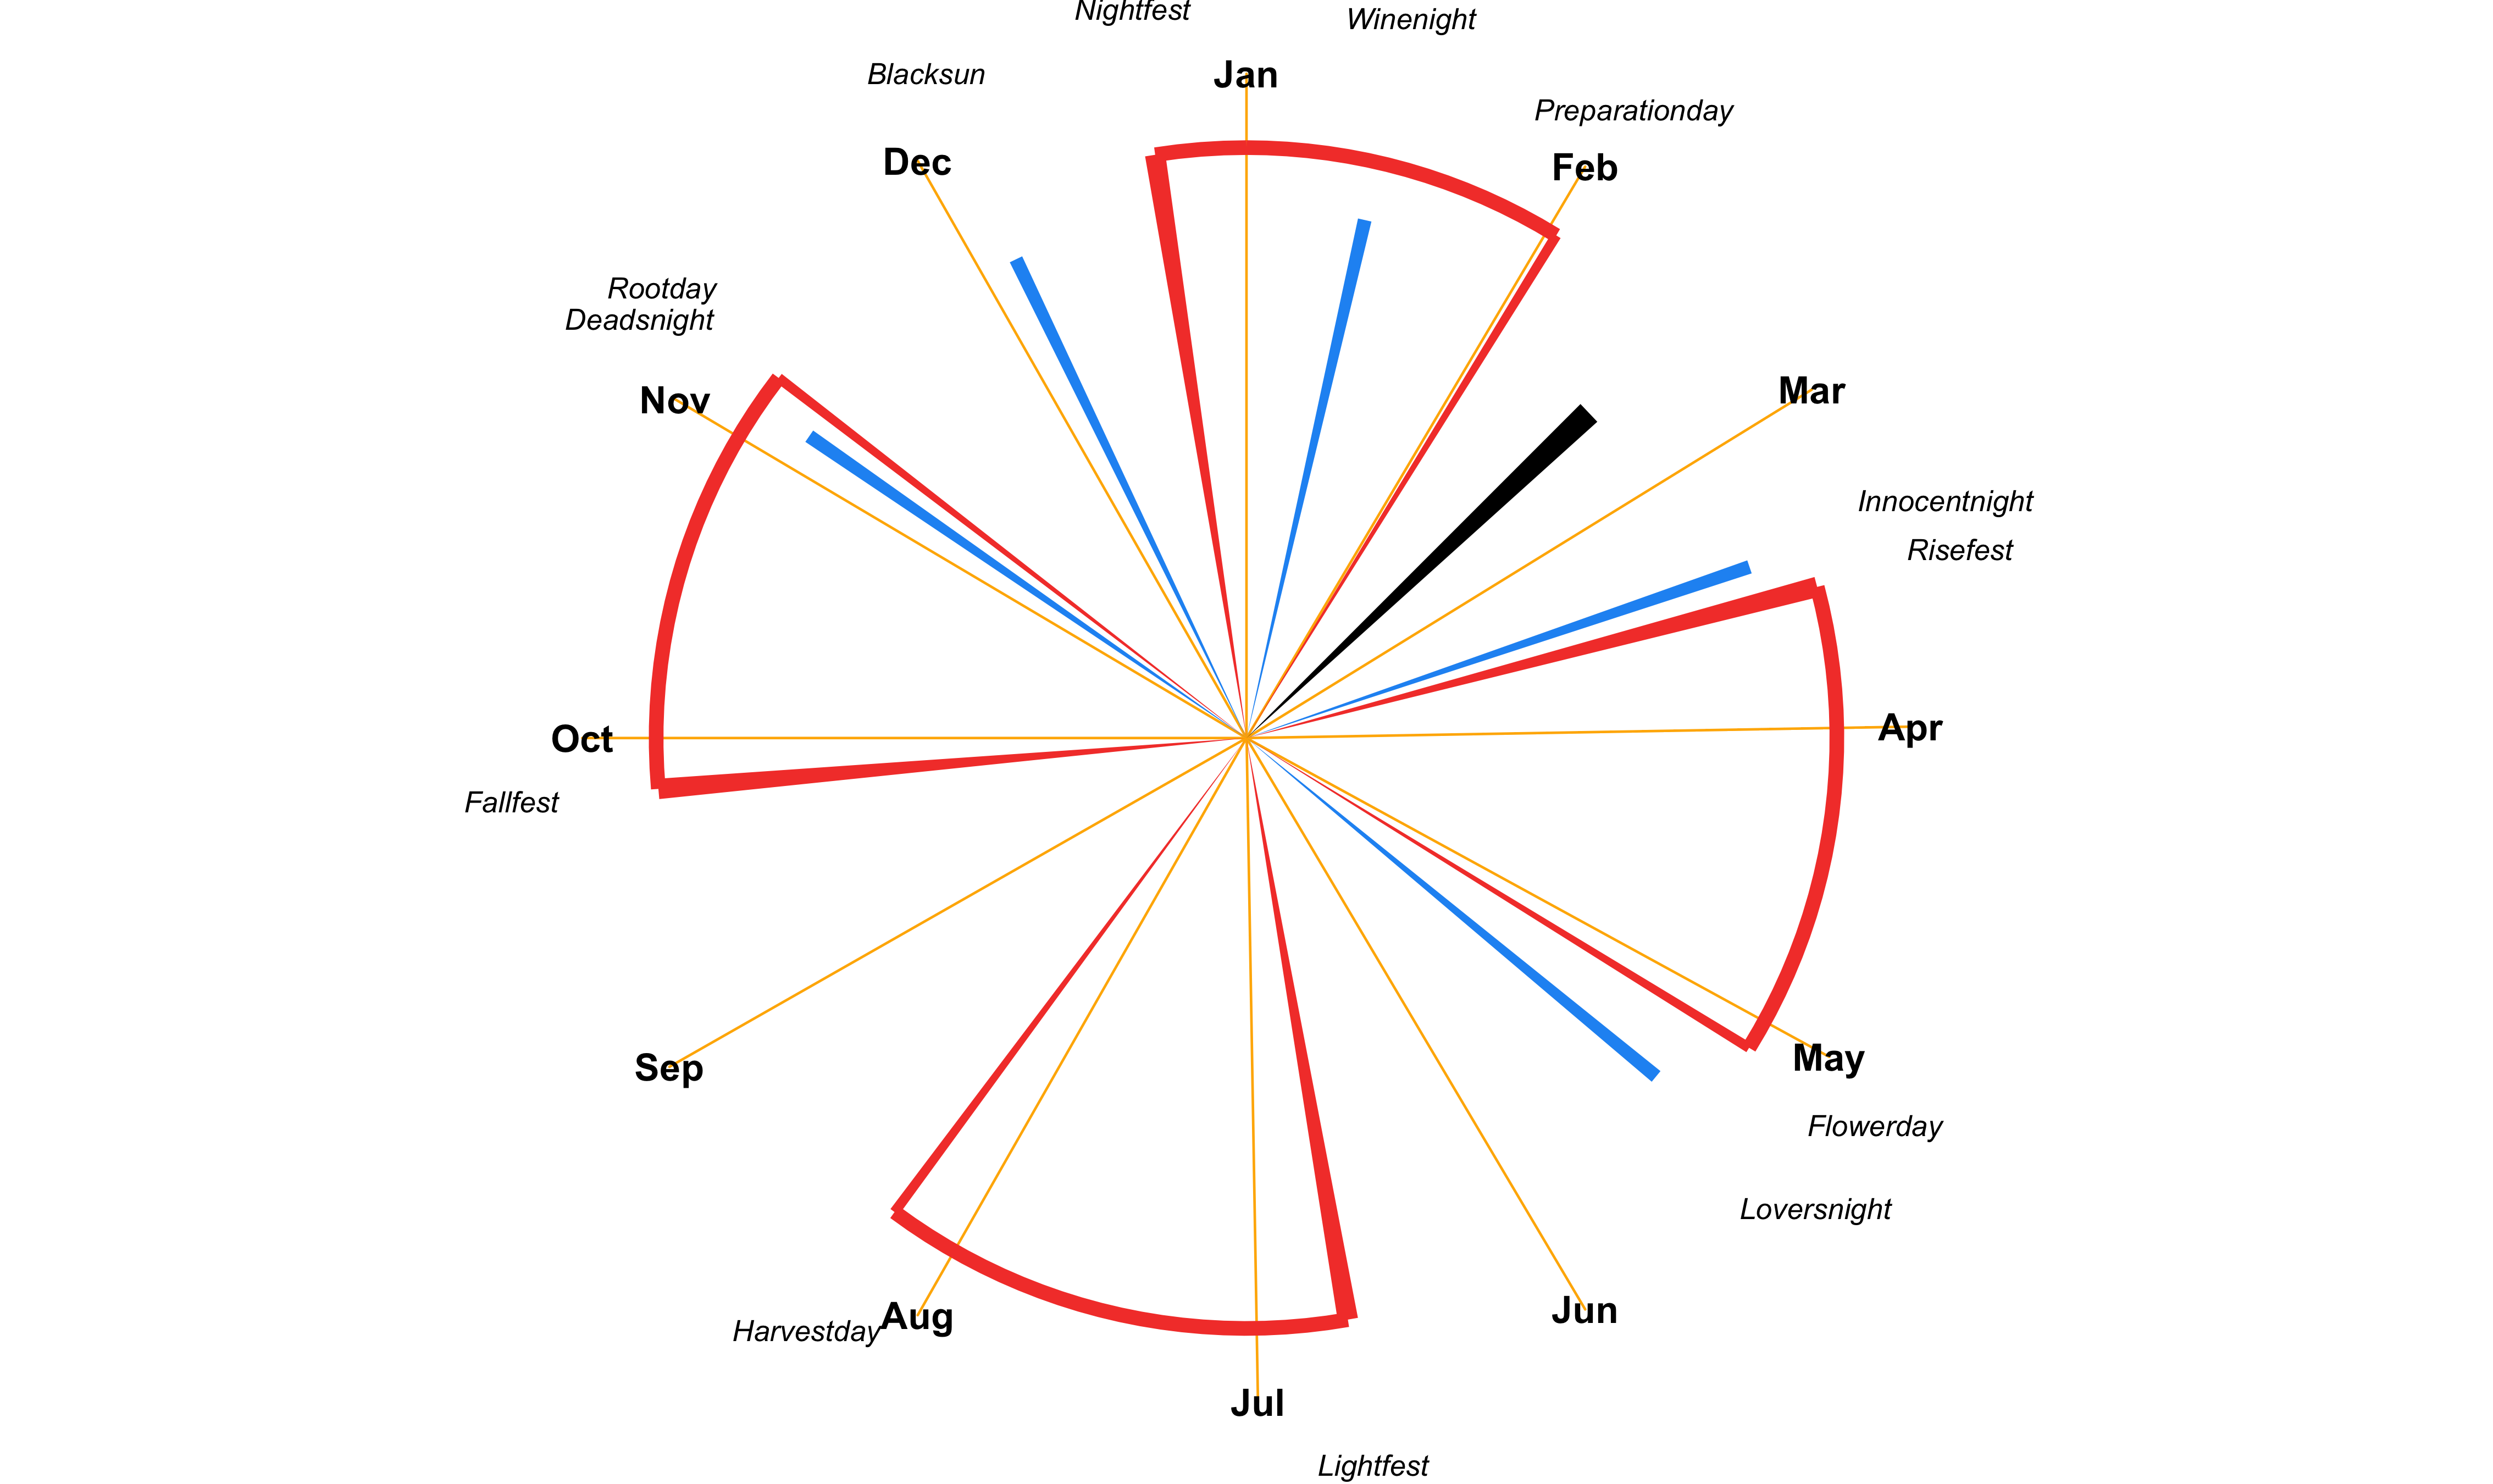 Nightfest
Winenight
Blacksun
Jan
Preparationday
Dec
Feb
Rootday
Deadsnight
Nov
Mar
Innocentnight
Risefest
Oct
Apr
Fallfest
Sep
May
Flowerday
Loversnight
Harvestday
Aug
Jun
Jul
Lightfest